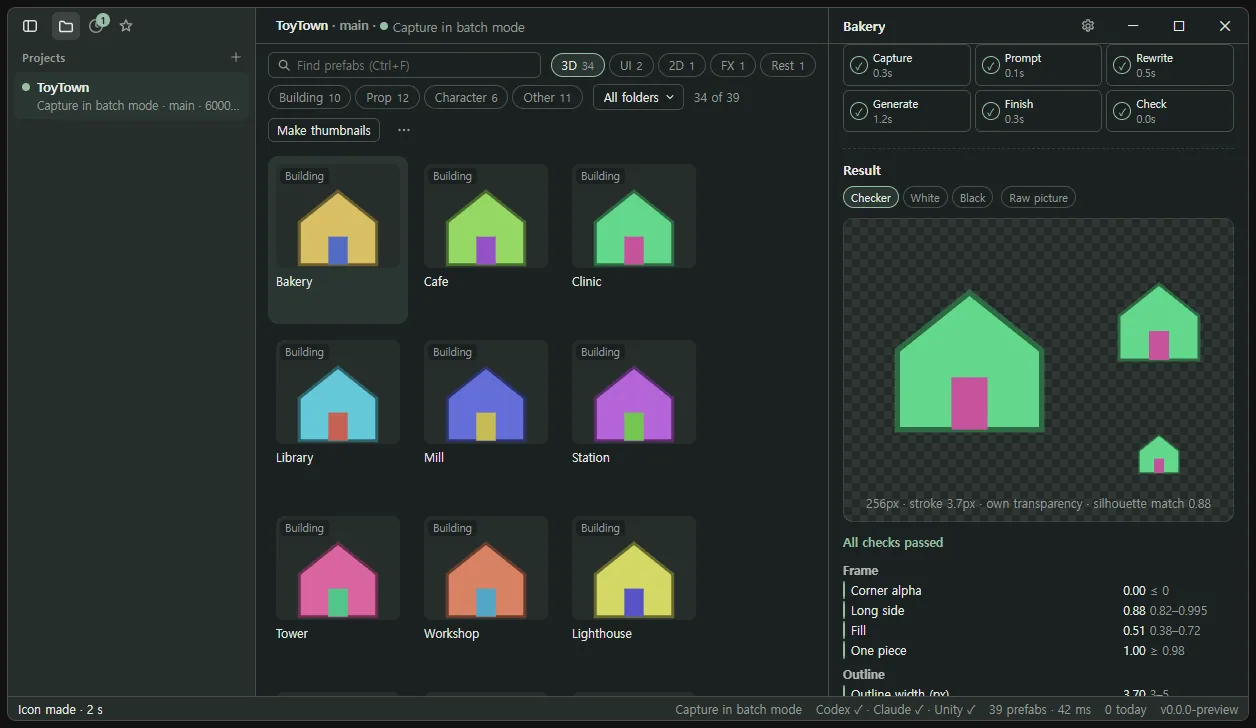 1
Projects
+
ToyTown
Capture in batch mode · main · 6000...
ToyTown · main · Capture in batch mode
Find prefabs (Ctrl+F)
3D 34
UI 2
2D 1
FX 1
Rest 1
Building 10
Prop 12
Character 6
Other 11
All folders
34 of 39
Make thumbnails
...
Building
Bakery
Building
Cafe
Building
Clinic
Building
Library
Building
Mill
Building
Station
Building
Tower
Building
Workshop
Building
Lighthouse
Bakery
Capture
0.3s
Prompt
0.1s
Rewrite
0.5s
Generate
1.2s
Finish
0.3s
Check
0.0s
Result
Checker
White
Black
Raw picture
256px · stroke 3.7px · own transparency · silhouette match 0.88
All checks passed
Frame
Corner alpha 0.00 ≤ 0
Long side 0.88 0.82–0.995
Fill 0.51 0.38–0.72
One piece 1.00 ≥ 0.98
Outline
Outline width (px) 3.70 3–5
Icon made · 2 s
Capture in batch mode
Codex ✓ · Claude ✓ · Unity ✓
39 prefabs · 42 ms
0 today
v0.0.0-preview